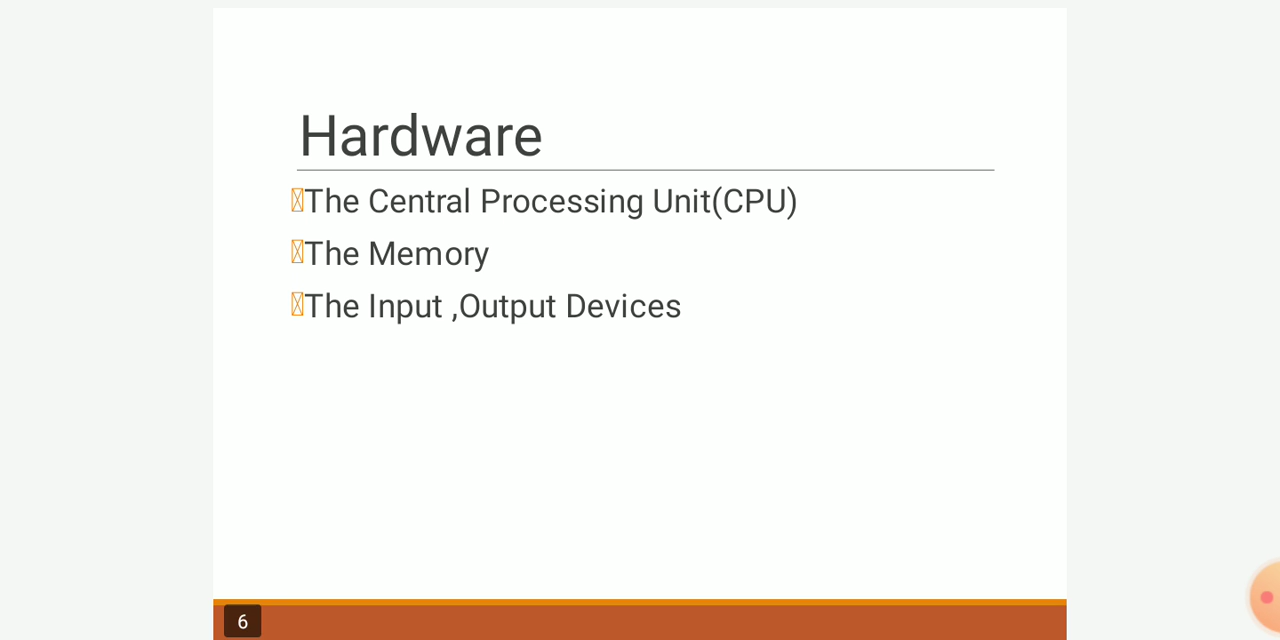 Hardware
The Central Processing Unit(CPU)
The Memory
The Input ,Output Devices
6